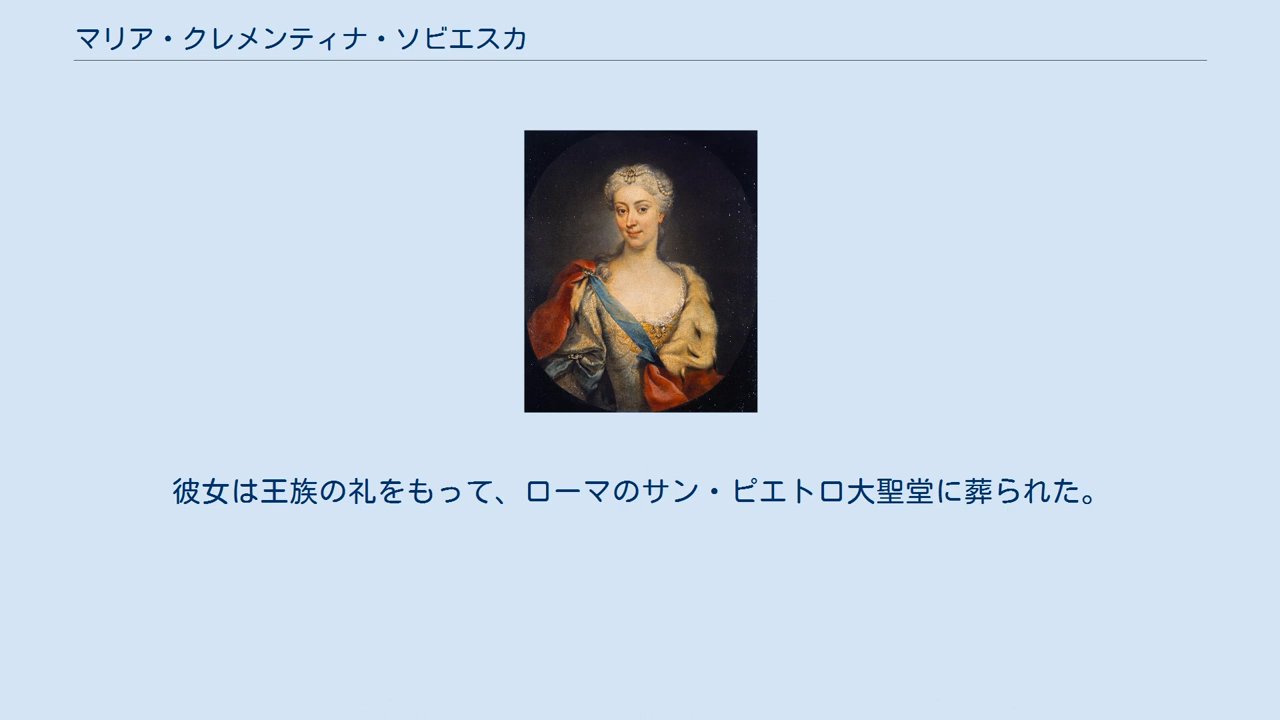 マリア・クレメンティナ・ソビエスカ
彼女は王族の礼をもって、ローマのサン・ピエトロ大聖堂に葬られた。